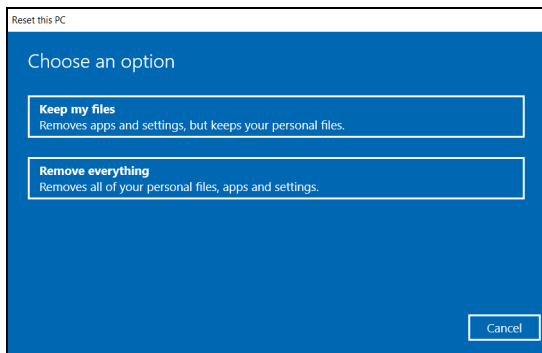 Reset this PC
Choose an option
Keep my files
Removes apps and settings, but keeps your personal files.
Remove everything
Removes all of your personal files, apps and settings.
Cancel